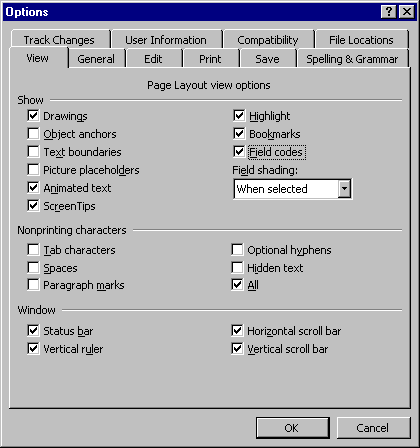 Options
Track Changes User Information Compatibility File Locations
View General Edit Print Save Spelling & Grammar
Page Layout view options
Show
Drawings Highlight
Object anchors Bookmarks
Text boundaries Field codes
Picture placeholders Field shading:
Animated text When selected
ScreenTips
Nonprinting characters
Tab characters Optional hyphens
Spaces Hidden text
Paragraph marks All
Window
Status bar Horizontal scroll bar
Vertical ruler Vertical scroll bar
OK Cancel